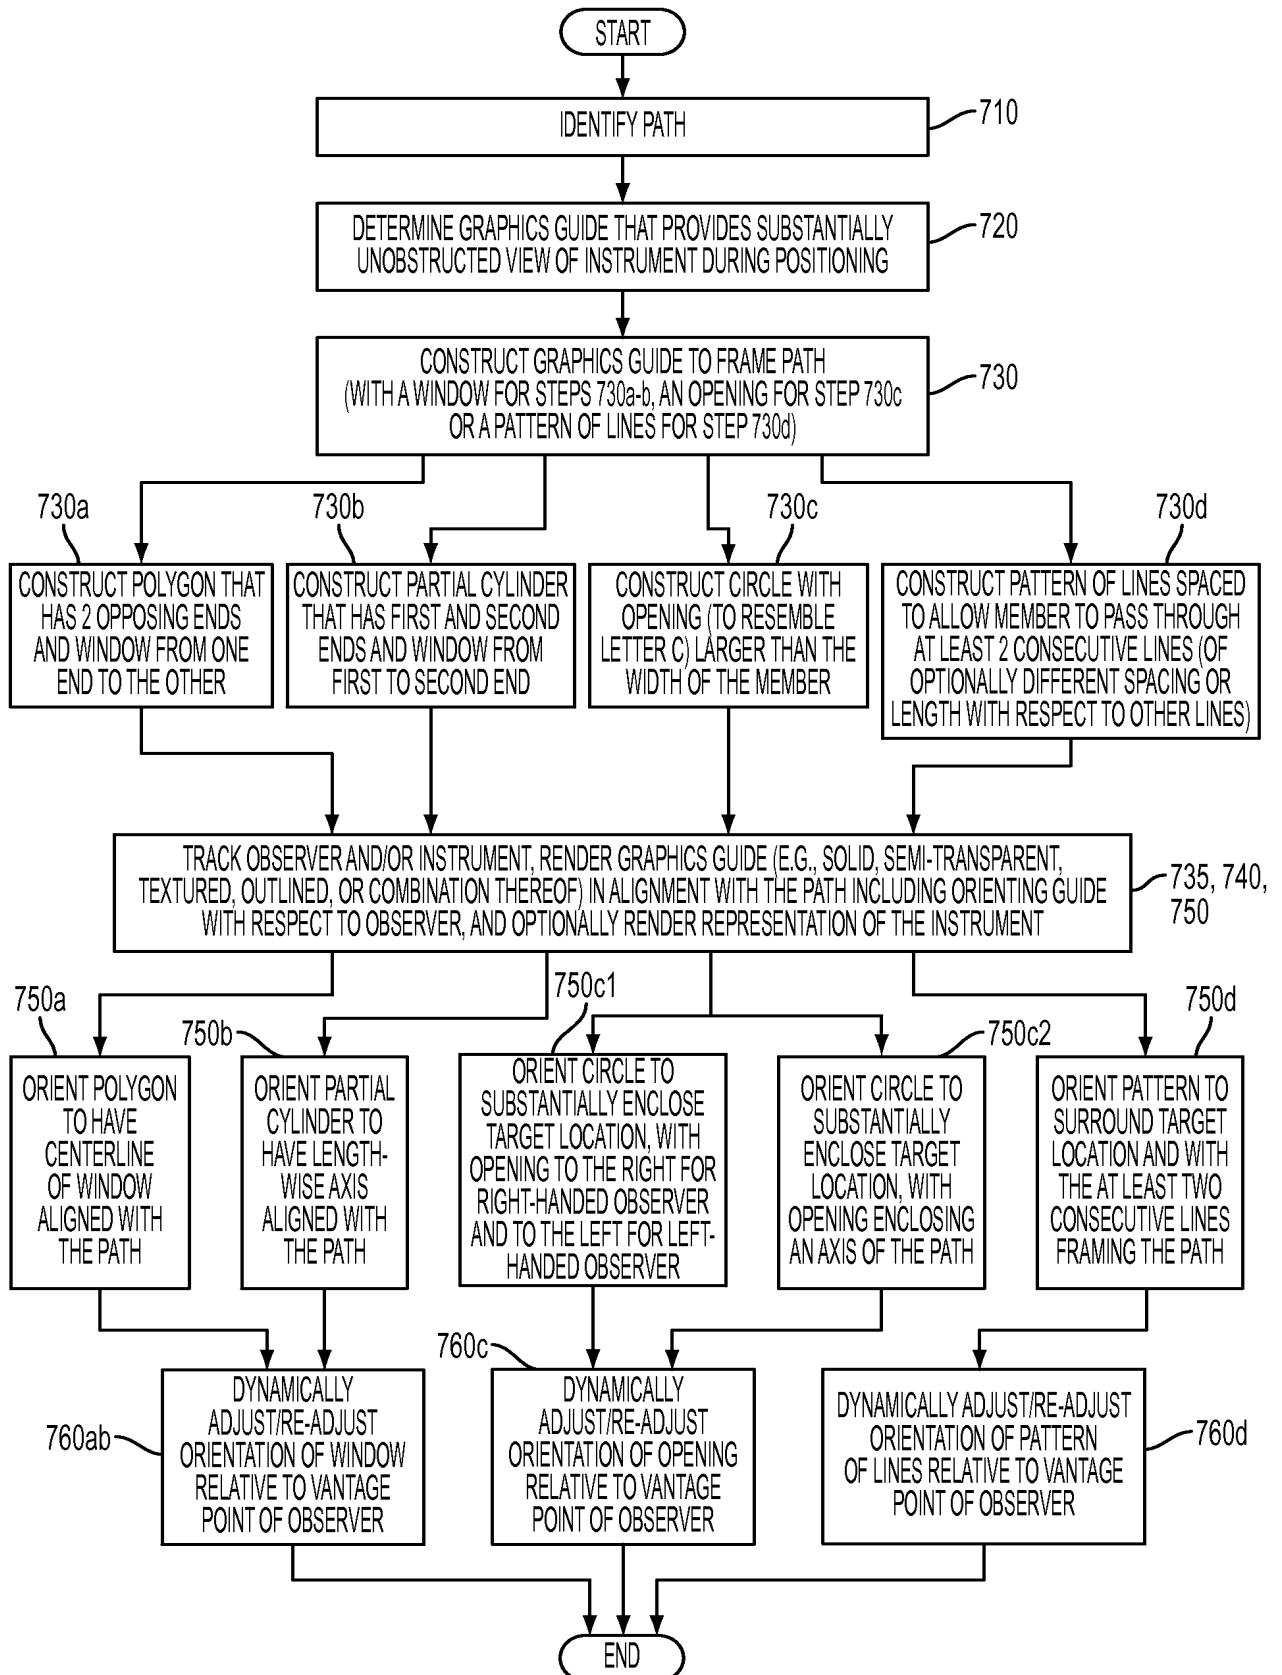 START
IDENTIFY PATH
710
DETERMINE GRAPHICS GUIDE THAT PROVIDES SUBSTANTIALLY
UNOBSTRUCTED VIEW OF INSTRUMENT DURING POSITIONING
720
CONSTRUCT GRAPHICS GUIDE TO FRAME PATH
(WITH A WINDOW FOR STEPS 730a-b, AN OPENING FOR STEP 730c
OR A PATTERN OF LINES FOR STEP 730d)
730
730a
CONSTRUCT POLYGON THAT
HAS 2 OPPOSING ENDS
AND WINDOW FROM ONE
END TO THE OTHER
730b
CONSTRUCT PARTIAL CYLINDER
THAT HAS FIRST AND SECOND
ENDS AND WINDOW FROM
FIRST TO SECOND END
730c
CONSTRUCT CIRCLE WITH
OPENING (TO RESEMBLE
LETTER C) LARGER THAN THE
WIDTH OF THE MEMBER
730d
CONSTRUCT PATTERN OF LINES SPACED
TO ALLOW MEMBER TO PASS THROUGH
AT LEAST 2 CONSECUTIVE LINES (OF
OPTIONALLY DIFFERENT SPACING OR
LENGTH WITH RESPECT TO OTHER LINES)
TRACK OBSERVER AND/OR INSTRUMENT, RENDER GRAPHICS GUIDE (E.G., SOLID, SEMI-TRANSPARENT,
TEXTURED, OUTLINED, OR COMBINATION THEREOF) IN ALIGNMENT WITH THE PATH INCLUDING ORIENTING GUIDE
WITH RESPECT TO OBSERVER, AND OPTIONALLY RENDER REPRESENTATION OF THE INSTRUMENT
735, 740,
750
750a
ORIENT POLYGON
TO HAVE
CENTERLINE
OF WINDOW
ALIGNED WITH
THE PATH
750b
ORIENT PARTIAL
CYLINDER TO
HAVE LENGTH-
WISE AXIS
ALIGNED WITH
THE PATH
750c1
ORIENT CIRCLE TO
SUBSTANTIALLY ENCLOSE
TARGET LOCATION, WITH
OPENING TO THE RIGHT FOR
RIGHT-HANDED OBSERVER
AND TO THE LEFT FOR LEFT-
HANDED OBSERVER
750c2
ORIENT CIRCLE TO
SUBSTANTIALLY
ENCLOSE TARGET
LOCATION, WITH
OPENING ENCLOSING
AN AXIS OF THE PATH
750d
ORIENT PATTERN TO
SURROUND TARGET
LOCATION AND WITH
THE AT LEAST TWO
CONSECUTIVE LINES
FRAMING THE PATH
760ab
DYNAMICALLY
ADJUST/RE-ADJUST
ORIENTATION OF WINDOW
RELATIVE TO VANTAGE
POINT OF OBSERVER
760c
DYNAMICALLY
ADJUST/RE-ADJUST
ORIENTATION OF OPENING
RELATIVE TO VANTAGE
POINT OF OBSERVER
DYNAMICALLY ADJUST/RE-ADJUST
ORIENTATION OF PATTERN
OF LINES RELATIVE TO VANTAGE
POINT OF OBSERVER
760d
END